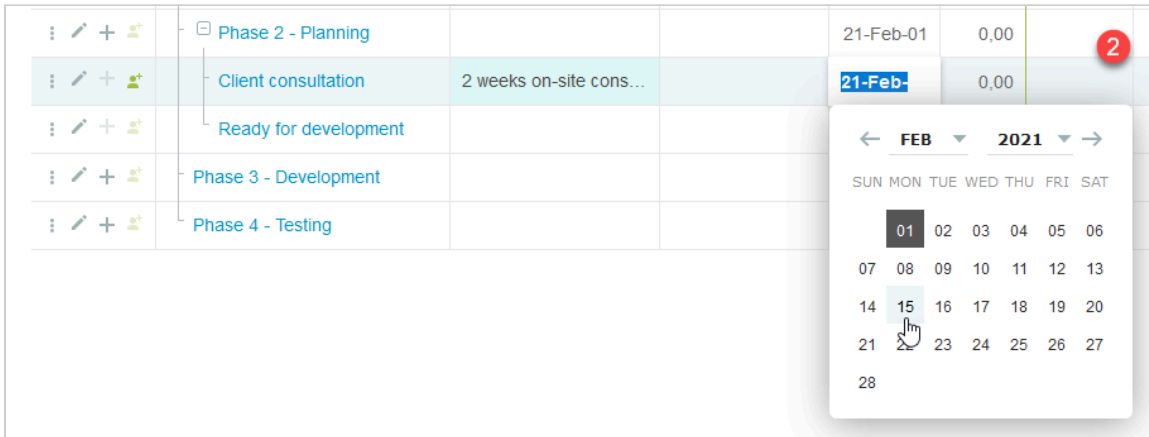 Phase 2 - Planning 21-Feb-01 0,00
2
Client consultation 2 weeks on-site cons... 21-Feb- 0,00
Ready for development
FEB 2021
SUN MON TUE WED THU FRI SAT
Phase 3 - Development
Phase 4 - Testing
01 02 03 04 05 06
07 08 09 10 11 12 13
14 15 16 17 18 19 20
21 22 23 24 25 26 27
28